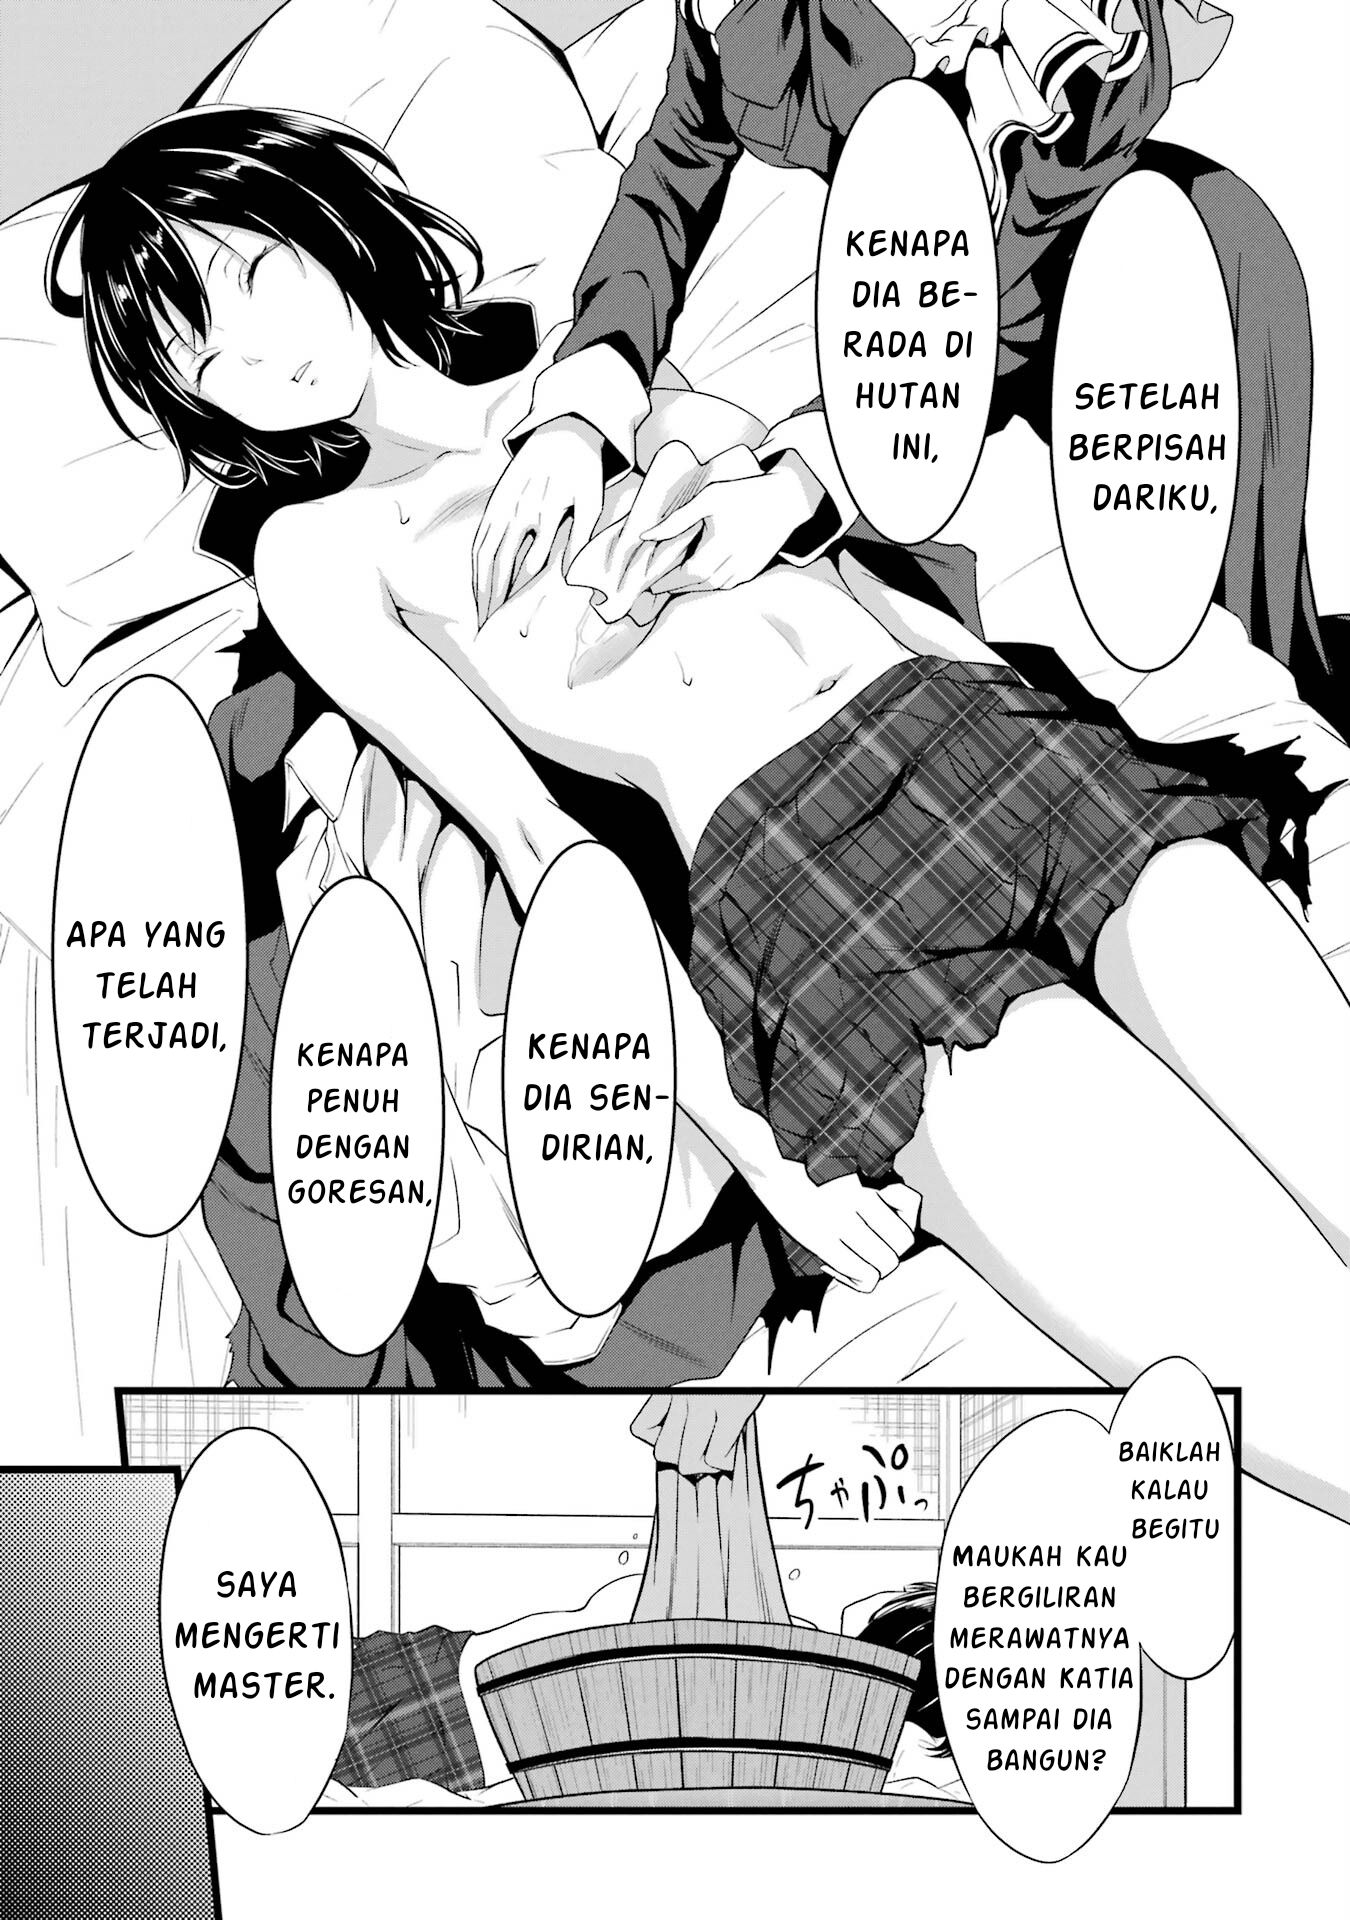 SETELAH
BERPISAH
DARIKU,
KENAPA
DIA BE-
RADA DI
HUTAN
INI,
KENAPA
DIA SEN-
DIRIAN,
KENAPA
PENUH
DENGAN
GORESAN,
APA YANG
TELAH
TERJADI,
BAIKLAH
KALAU
BEGITU
MAUKAH KAU
BERGILIRAN
MERAWATNYA
DENGAN KATIA
SAMPAI DIA
BANGUN?
ちゃぷっ
SAYA
MENGERTI
MASTER.